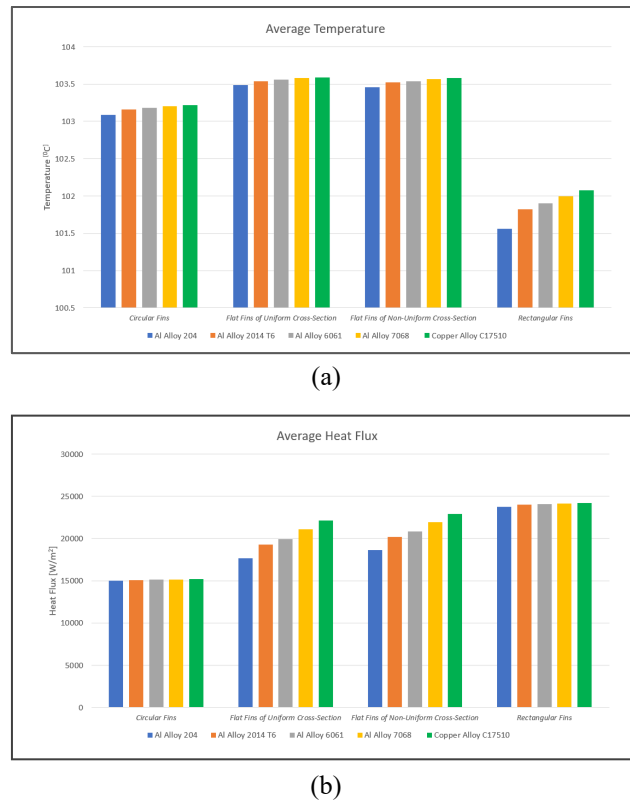 Average Temperature
104
103.5
103
102.5
102
101.5
101
100.5
Temperature [⁰C]
Circular Fins Flat Fins of Uniform Cross-Section Flat Fins of Non-Uniform Cross-Section Rectangular Fins
Al Alloy 204 Al Alloy 2014 T6 Al Alloy 6061 Al Alloy 7068 Copper Alloy C17510
(a)
Average Heat Flux
30000
25000
20000
15000
10000
5000
0
Heat Flux [W/m²]
Circular Fins Flat Fins of Uniform Cross-Section Flat Fins of Non-Uniform Cross-Section Rectangular Fins
Al Alloy 204 Al Alloy 2014 T6 Al Alloy 6061 Al Alloy 7068 Copper Alloy C17510
(b)